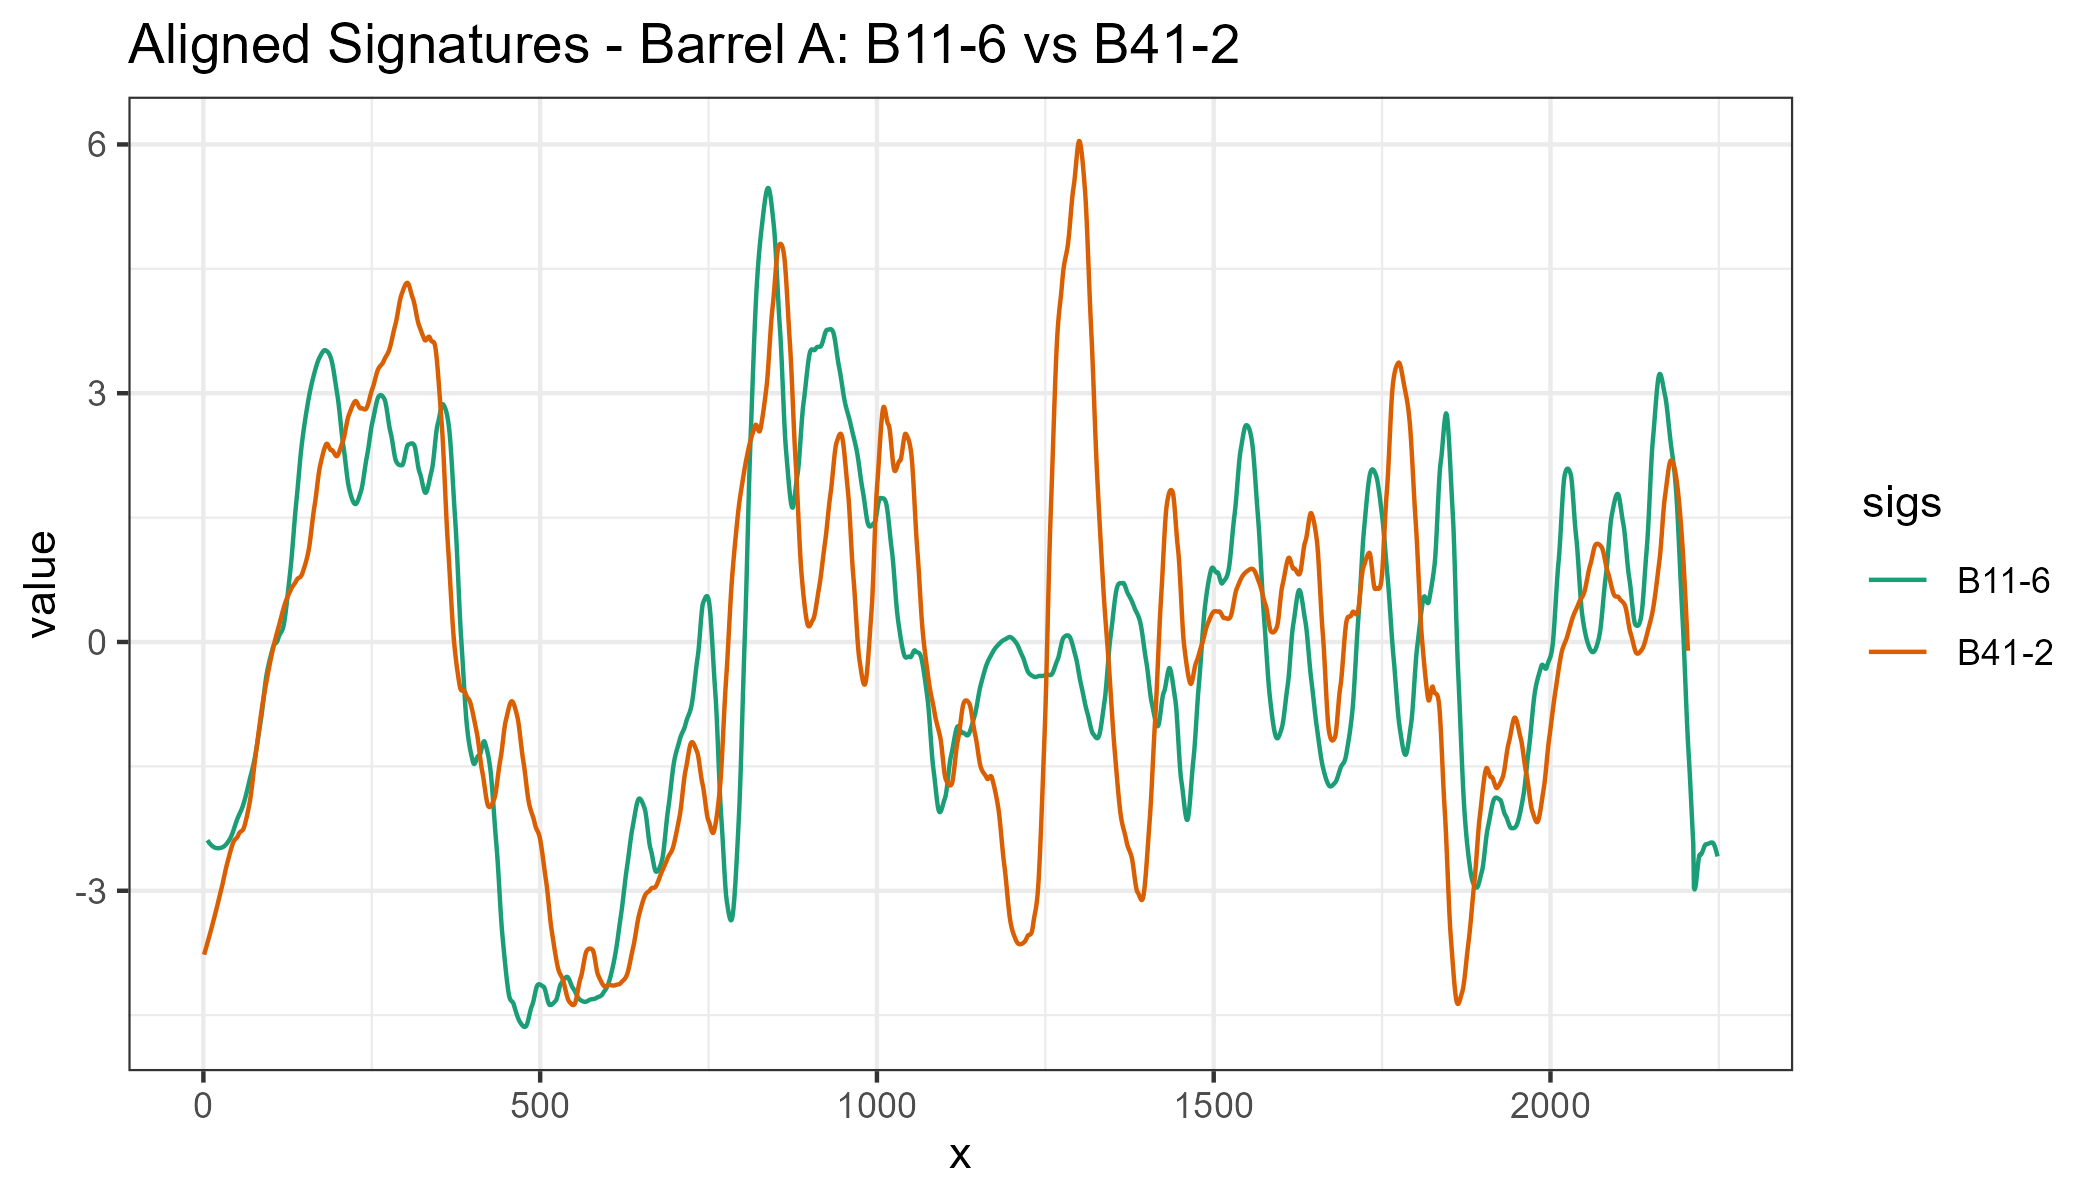 Aligned Signatures - Barrel A: B11-6 vs B41-2
value
6
3
0
-3
0
500
1000
1500
2000
x
sigs
B11-6
B41-2